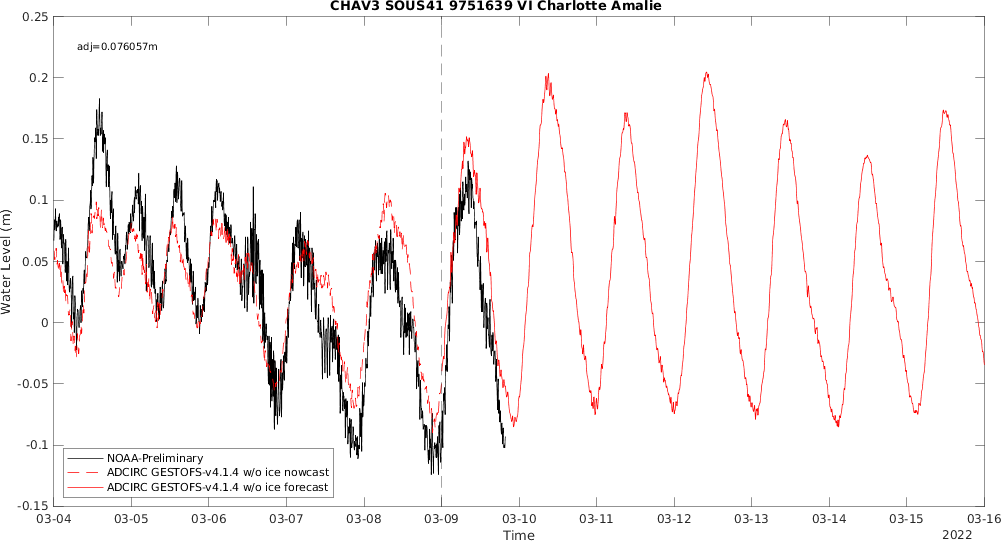 CHAV3 SOUS41 9751639 VI Charlotte Amalie
0.25
adj=0.076057m
0.2
0.15
0.1
0.05
0
-0.05
-0.1
-0.15
Water Level (m)
NOAA-Preliminary
ADCIRC GESTOFS-v4.1.4 w/o ice nowcast
ADCIRC GESTOFS-v4.1.4 w/o ice forecast
03-04 03-05 03-06 03-07 03-08 03-09 03-10 03-11 03-12 03-13 03-14 03-15 03-16
Time
2022